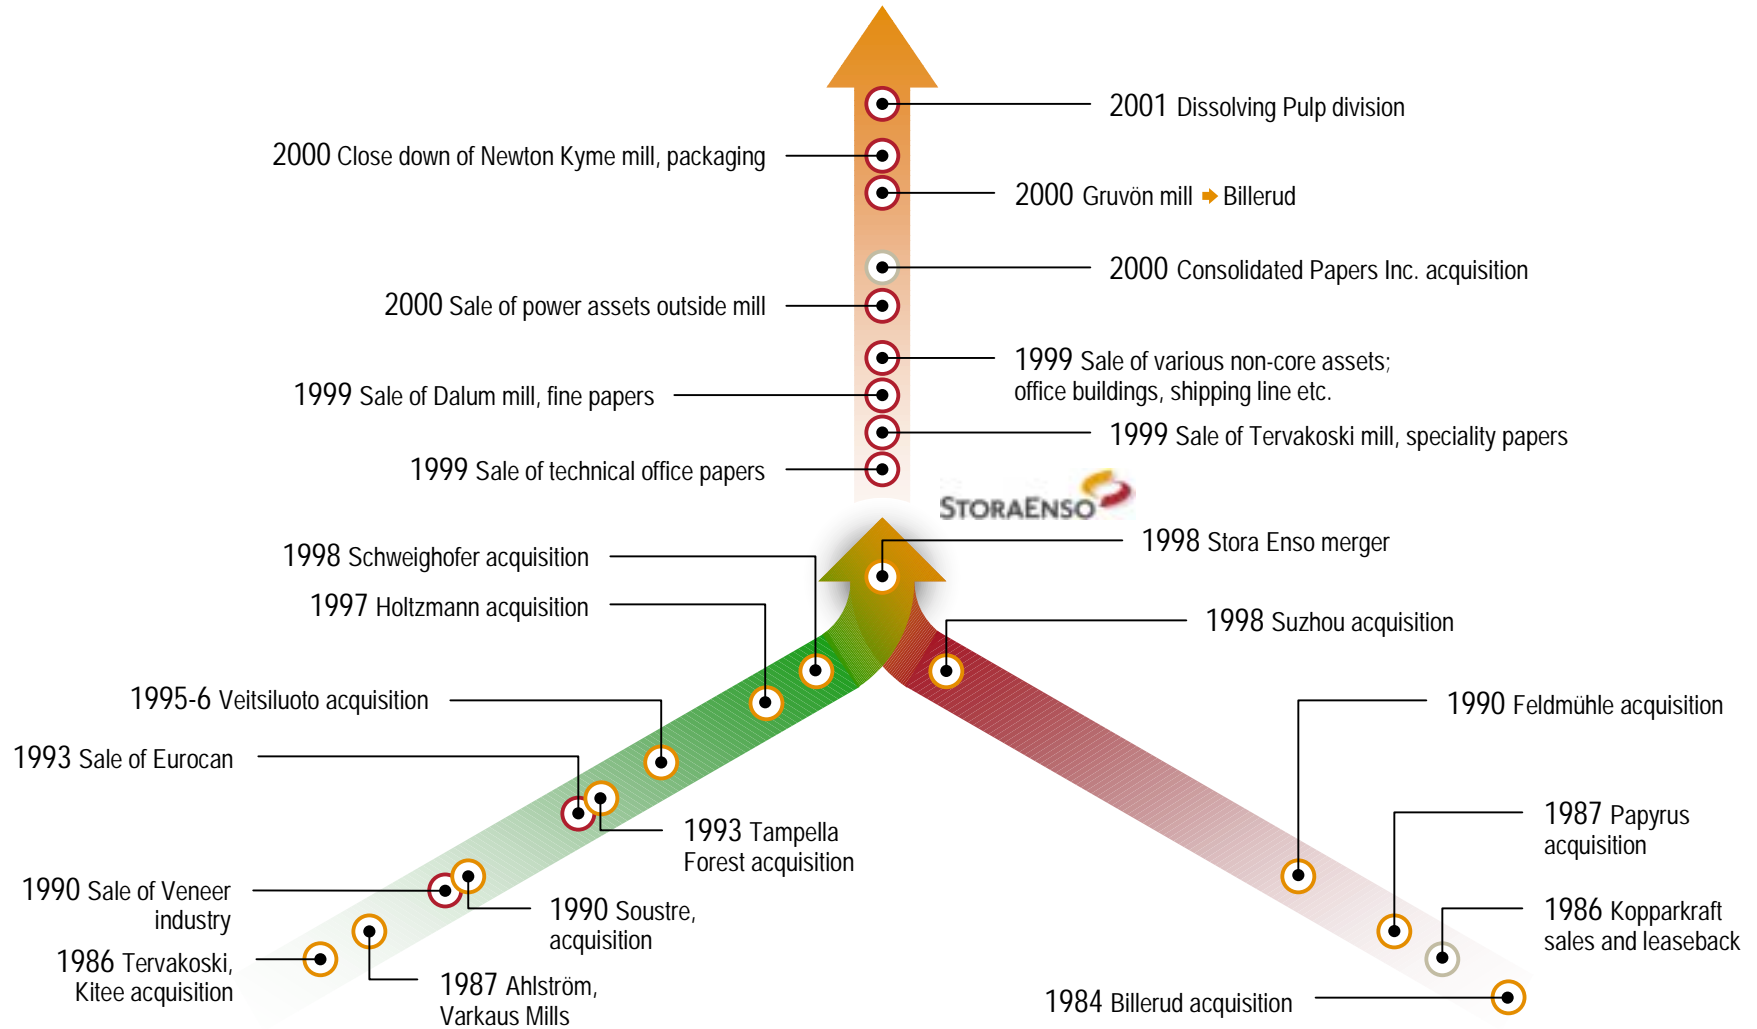 2001 Dissolving Pulp division
2000 Close down of Newton Kyme mill, packaging
2000 Gruvön mill Billerud
2000 Consolidated Papers Inc. acquisition
2000 Sale of power assets outside mill
1999 Sale of various non-core assets;
office buildings, shipping line etc.
1999 Sale of Dalum mill, fine papers
1999 Sale of Tervakoski mill, speciality papers
1999 Sale of technical office papers
STORAENSO
1998 Stora Enso merger
1998 Schweighofer acquisition
1997 Holtzmann acquisition
1998 Suzhou acquisition
1995-6 Veitsiluoto acquisition
1990 Feldmühle acquisition
1993 Sale of Eurocan
1993 Tampella
Forest acquisition
1987 Papyrus
acquisition
1990 Sale of Veneer
industry
1990 Soustre,
acquisition
1986 Kopparkraft
sales and leaseback
1986 Tervakoski,
Kitee acquisition
1987 Ahlström,
Varkaus Mills
1984 Billerud acquisition